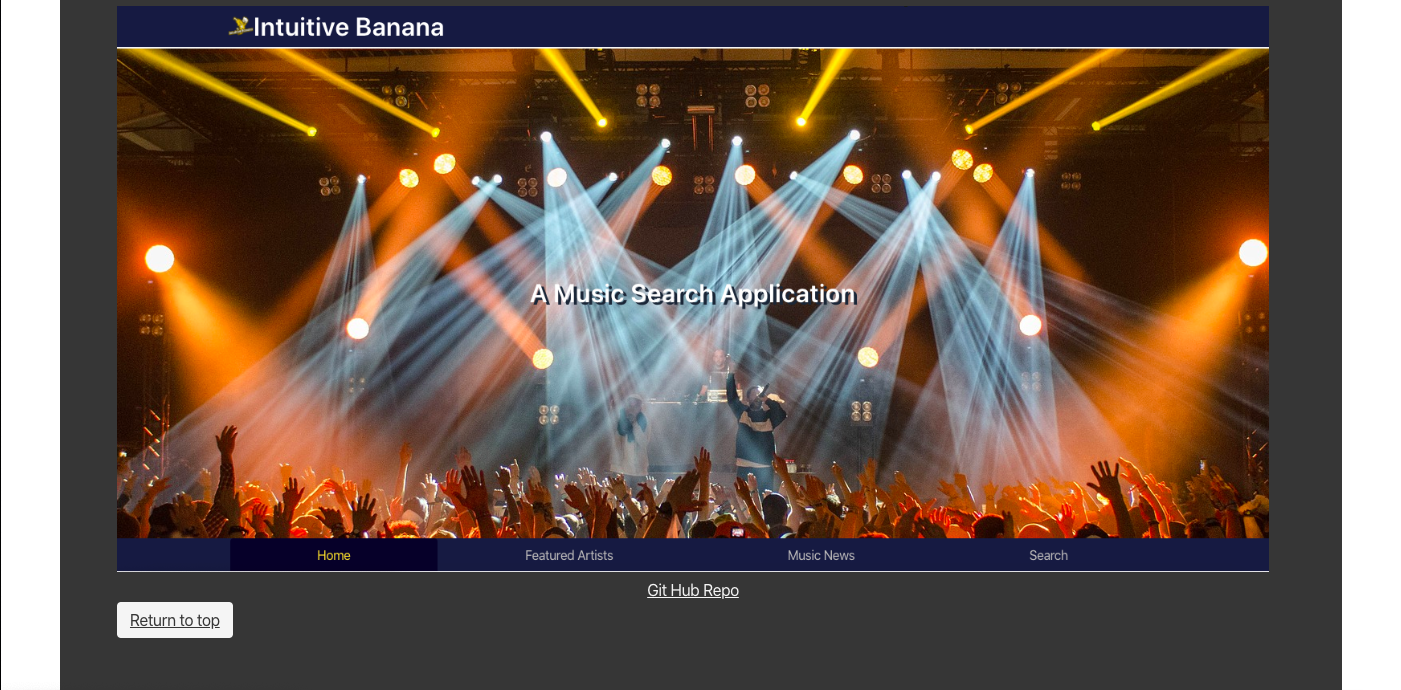 Intuitive Banana
A Music Search Application
Home Featured Artists Music News Search
Git Hub Repo
Return to top